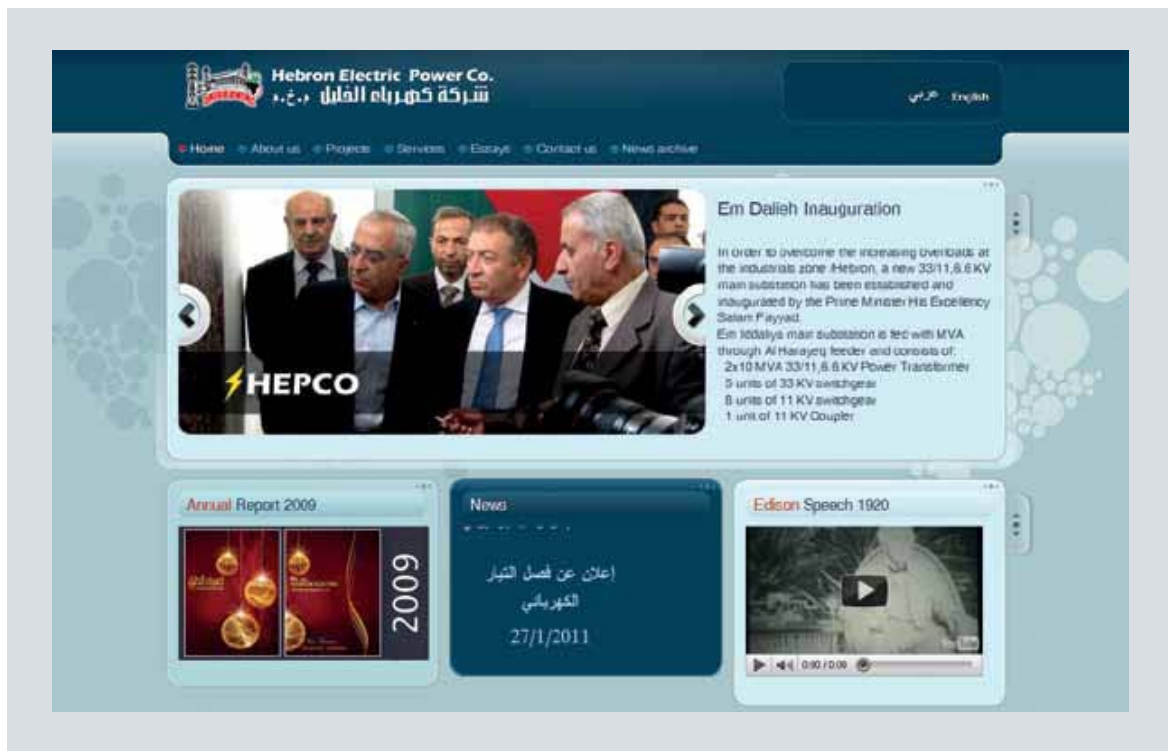 Hebron Electric Power Co.
شركة كهرباء الخليل م.خ.م
عربي English
Home About us Projects Services Essays Contact us News archive
Em Dalieh Inauguration
In order to overcome the increasing overloads at
the industrials zone /Hebron, a new 33/11,6.6 KV
main substation has been established and
inaugurated by the Prime Minister His Excellency
Salam Fayyad.
Em Iddaliya main substation is fed with MVA
through Al Harayeq feeder and consists of:
2x10 MVA 33/11,6.6 KV Power Transformer
5 units of 33 KV switchgear
8 units of 11 KV switchgear
1 unit of 11 KV Coupler
HEPCO
Annual Report 2009
2009
News
إعلان عن فصل التيار
الكهربائي
27/1/2011
Edison Speech 1920
YouTube
0:00 / 0:00